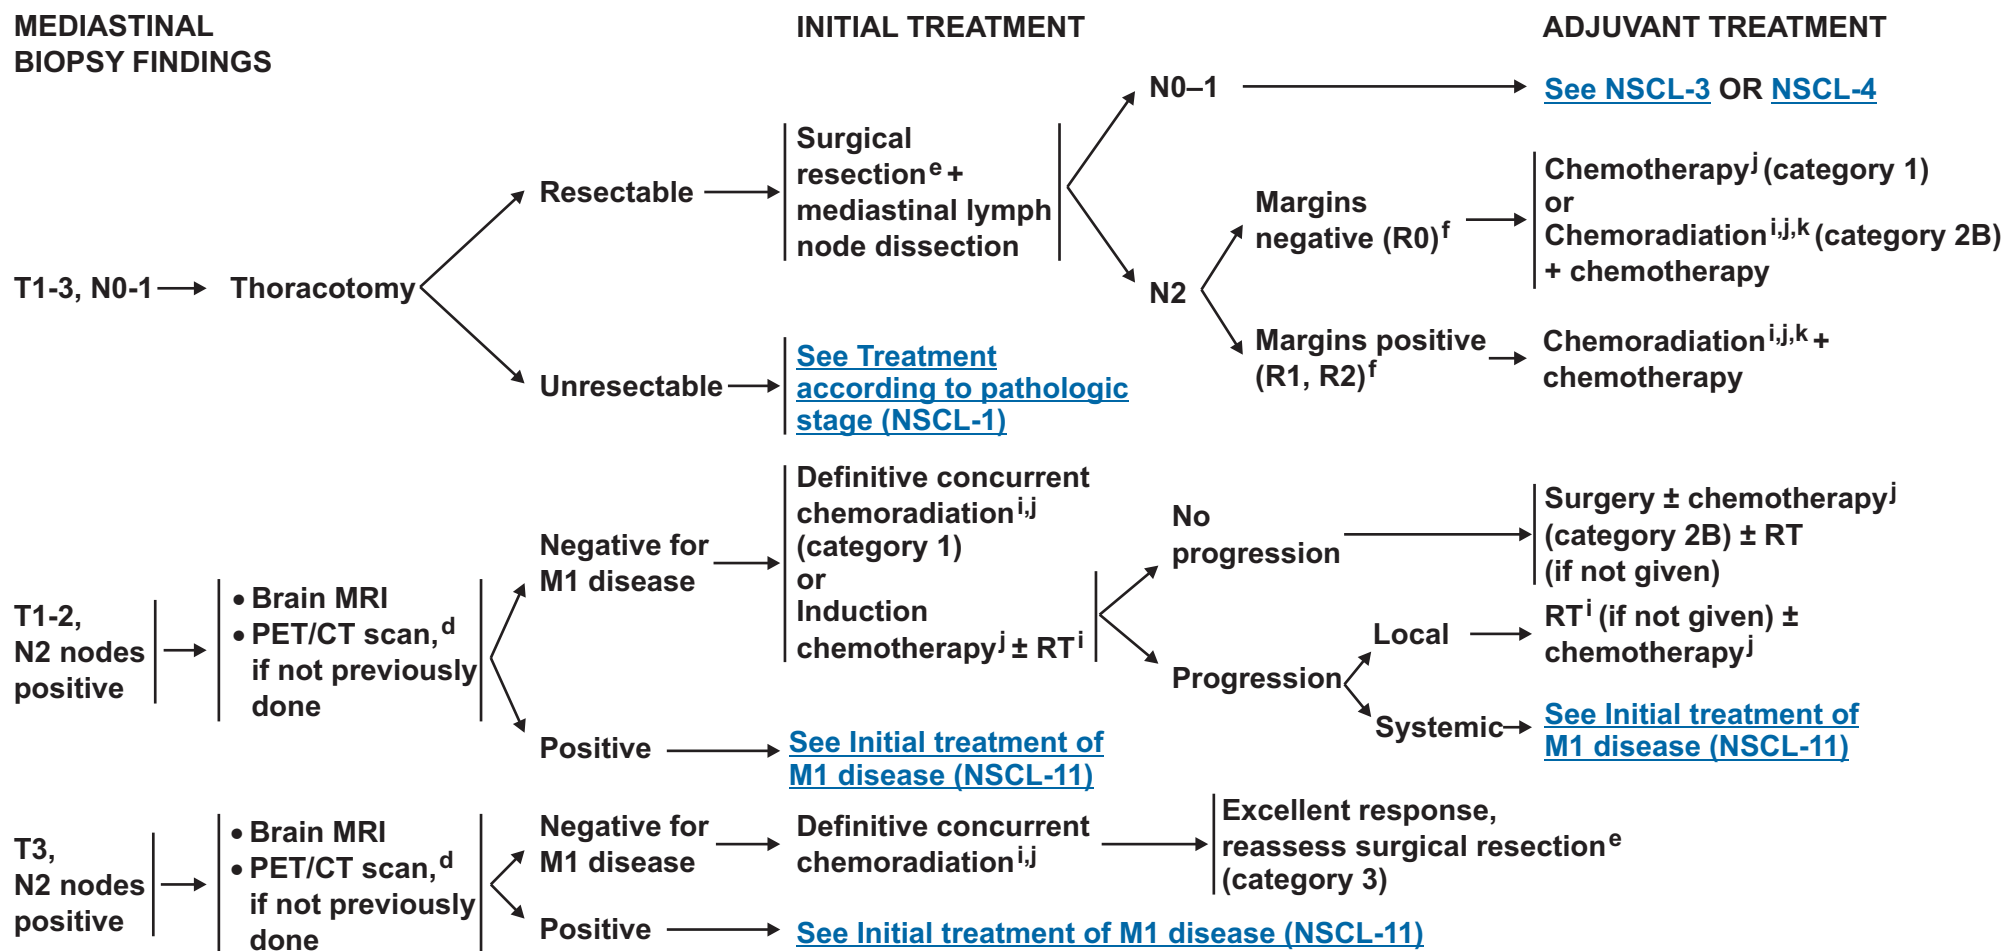 MEDIASTINAL
BIOPSY FINDINGS
INITIAL TREATMENT
ADJUVANT TREATMENT
T1-3, N0-1
Thoracotomy
Resectable
Surgical
resection e +
mediastinal lymph
node dissection
N0–1
See NSCL-3 OR NSCL-4
N2
Margins
negative (R0) f
Chemotherapy j (category 1)
or
Chemoradiation i,j,k (category 2B)
+ chemotherapy
Margins positive
(R1, R2) f
Chemoradiation i,j,k +
chemotherapy
Unresectable
See Treatment
according to pathologic
stage (NSCL-1)
T1-2,
N2 nodes
positive
• Brain MRI
• PET/CT scan, d
if not previously
done
Negative for
M1 disease
Definitive concurrent
chemoradiation i,j
(category 1)
or
Induction
chemotherapy j ± RT i
No
progression
Surgery ± chemotherapy j
(category 2B) ± RT
(if not given)
Progression
Local
RT i (if not given) ±
chemotherapy j
Systemic
See Initial treatment of
M1 disease (NSCL-11)
Positive
See Initial treatment of
M1 disease (NSCL-11)
T3,
N2 nodes
positive
• Brain MRI
• PET/CT scan, d
if not previously
done
Negative for
M1 disease
Definitive concurrent
chemoradiation i,j
Excellent response,
reassess surgical resection e
(category 3)
Positive
See Initial treatment of M1 disease (NSCL-11)